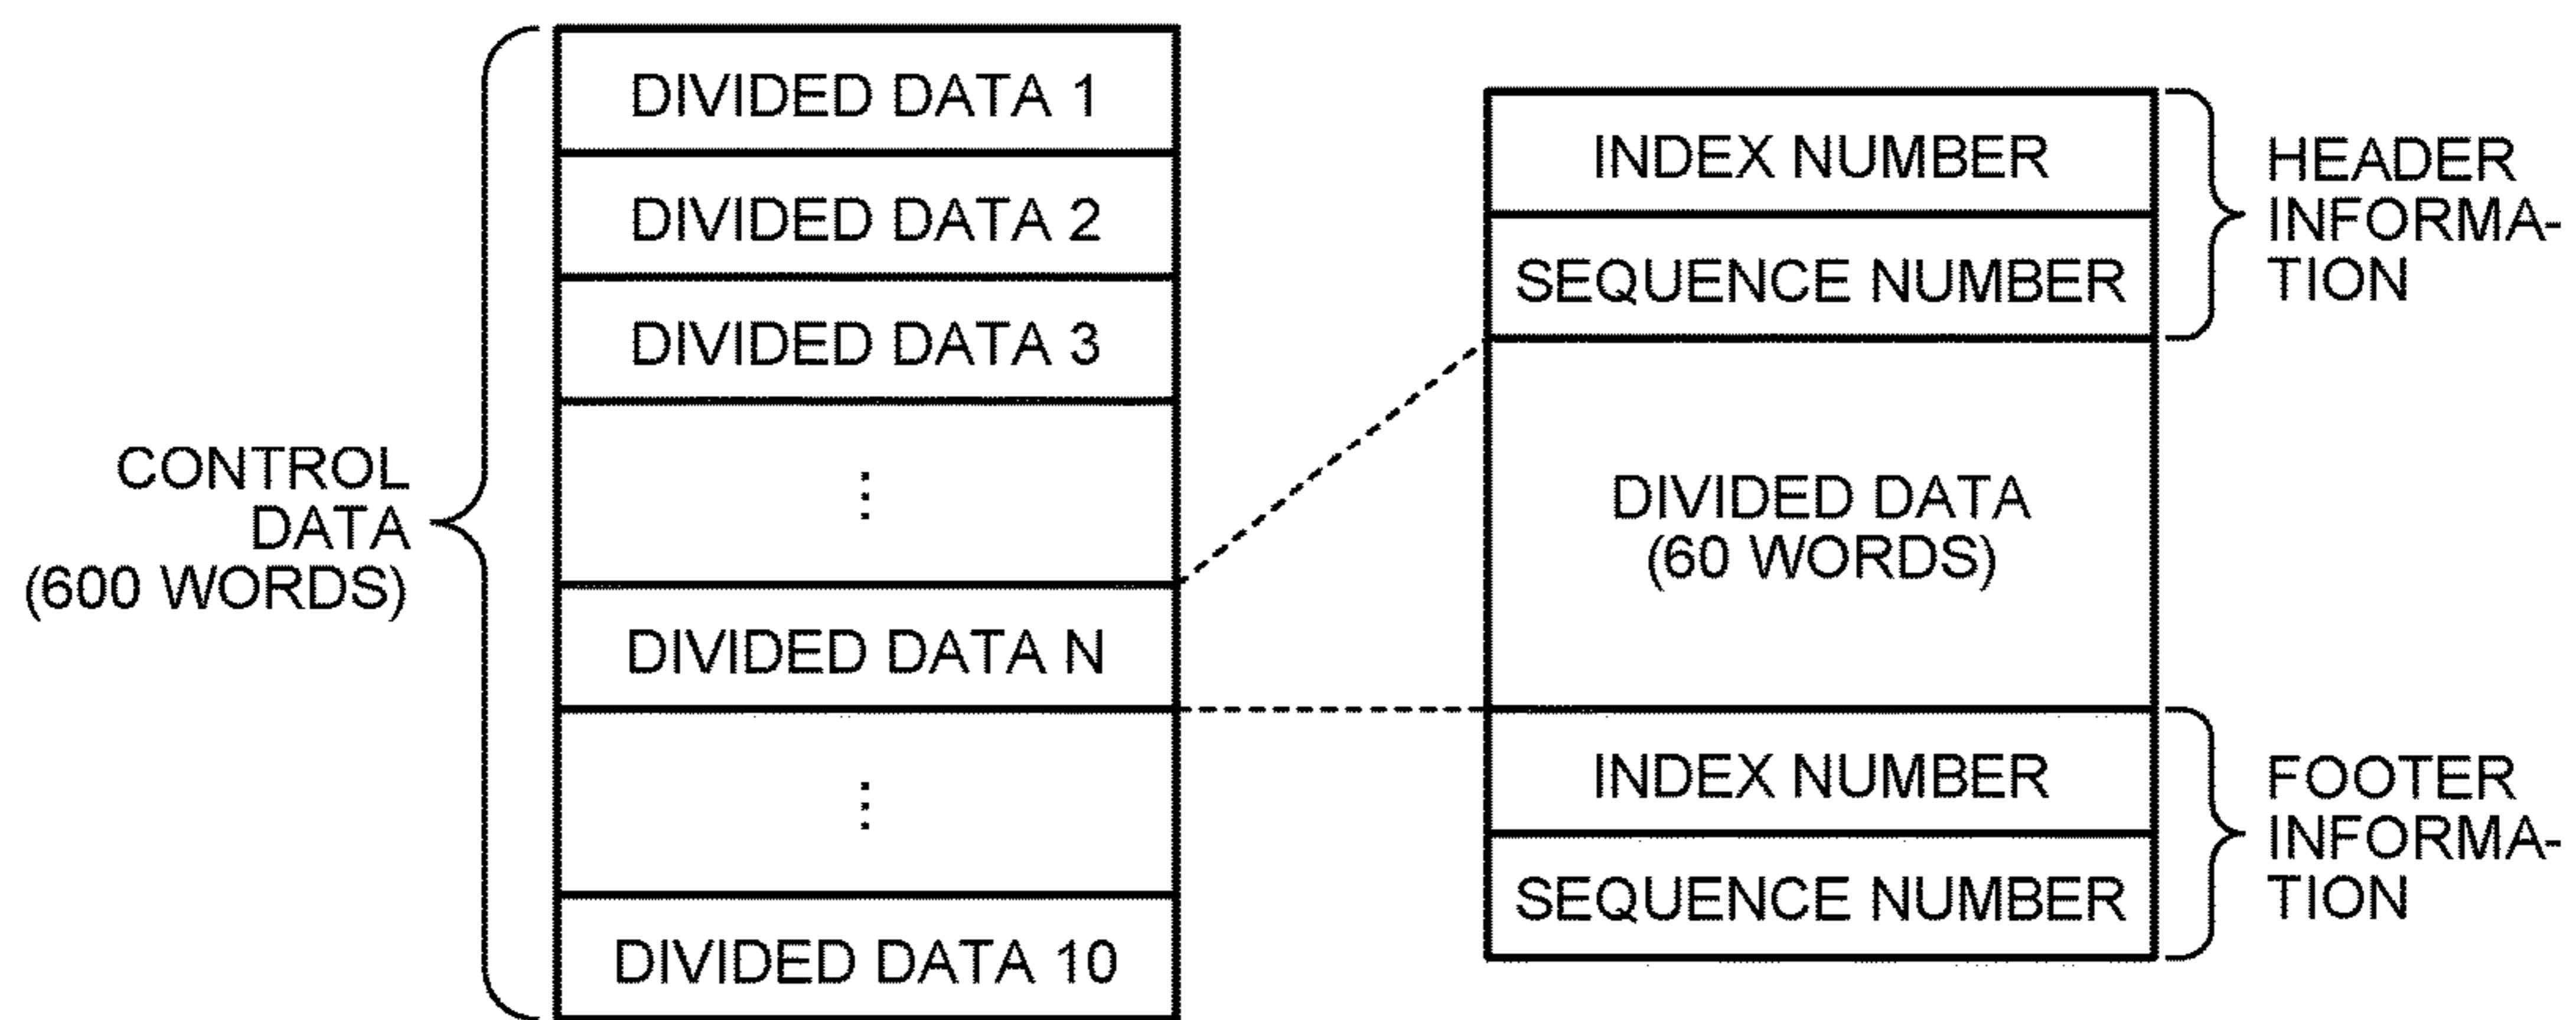 CONTROL
DATA
(600 WORDS)
DIVIDED DATA 1
DIVIDED DATA 2
DIVIDED DATA 3
⋮
DIVIDED DATA N
⋮
DIVIDED DATA 10
INDEX NUMBER
SEQUENCE NUMBER
DIVIDED DATA
(60 WORDS)
INDEX NUMBER
SEQUENCE NUMBER
HEADER
INFORMA-
TION
FOOTER
INFORMA-
TION